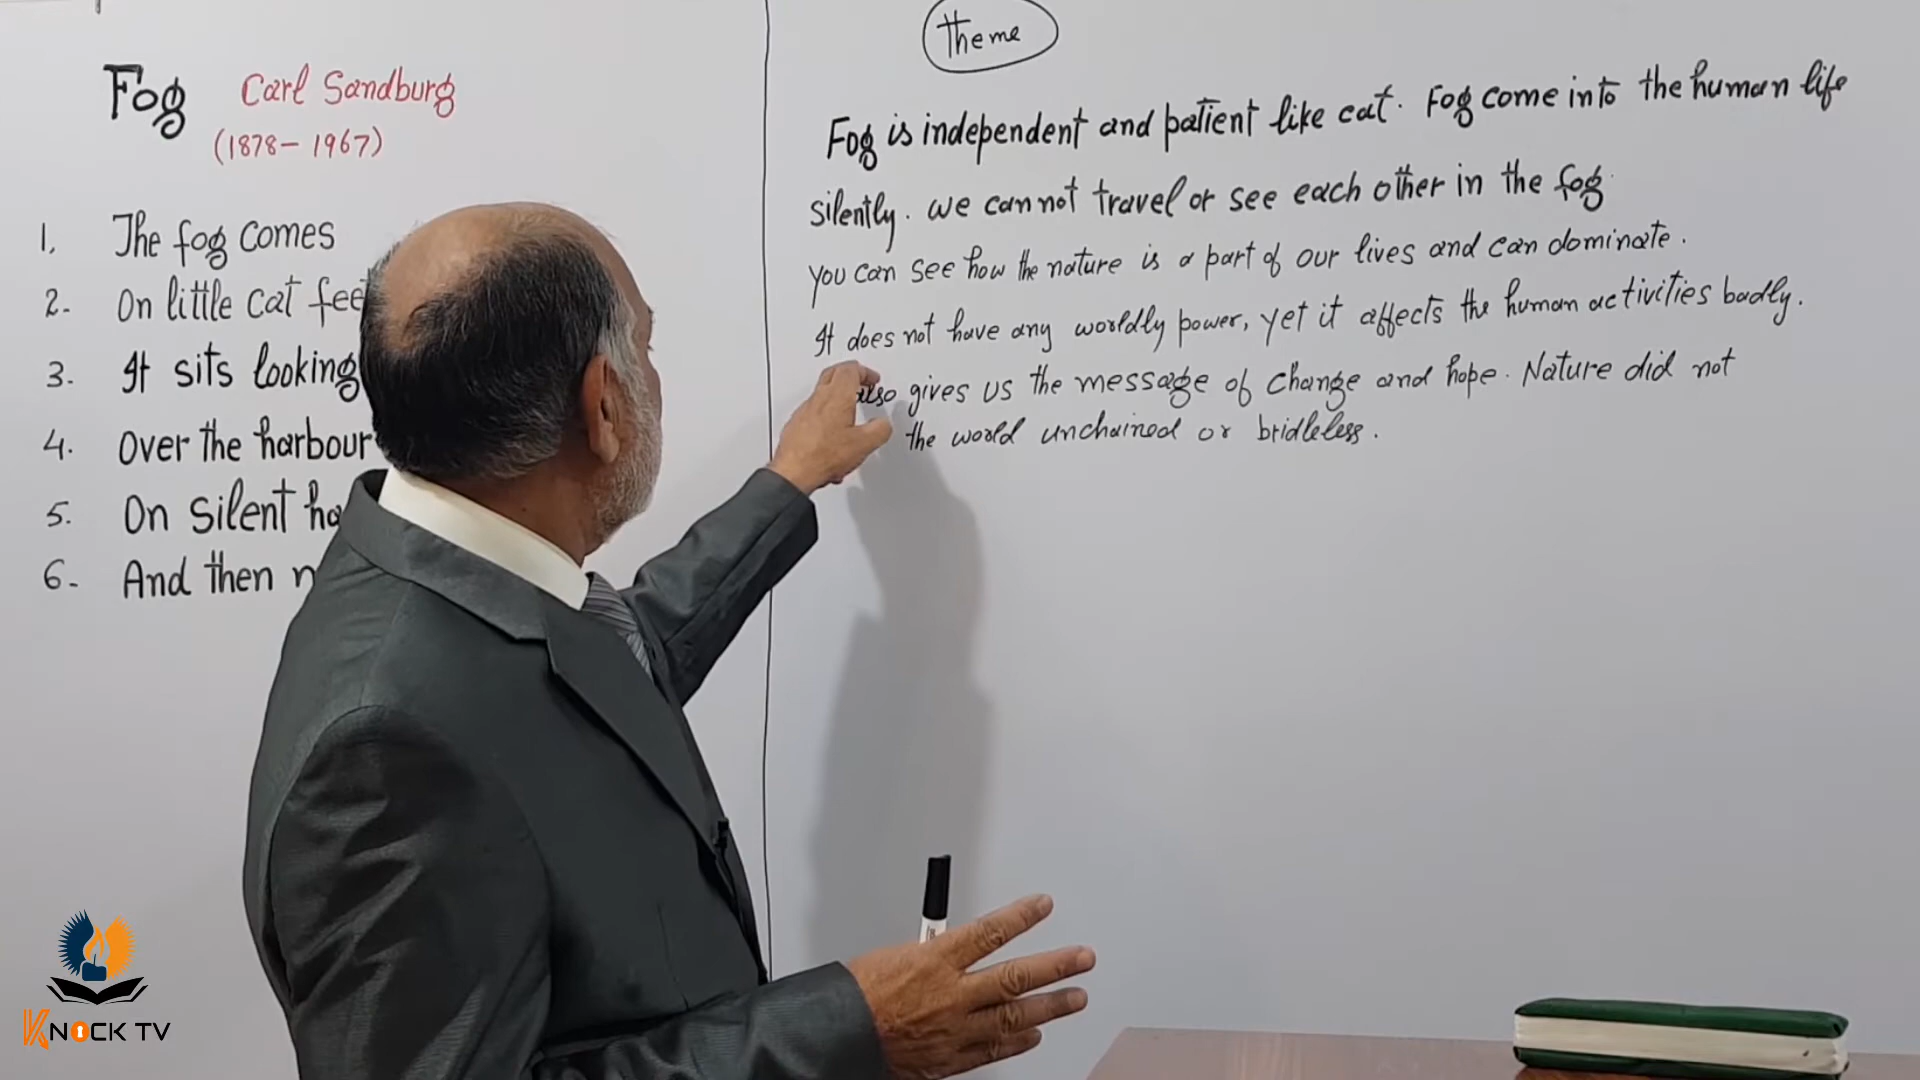 Fog Carl Sandburg
(1878-1967)
1. The fog comes
2. On little cat feet
3. It sits looking
4. Over the harbour
5. On silent
6. And then
Theme
Fog is independent and patient like cat. Fog come into the human life
silently. we cannot travel or see each other in the fog.
you can see how the nature is a part of our lives and can dominate.
It does not have any worldly power, yet it affects the human activities badly.
also gives us the message of change and hope. Nature did not
the world unchained or bridleless.
KNOCK TV